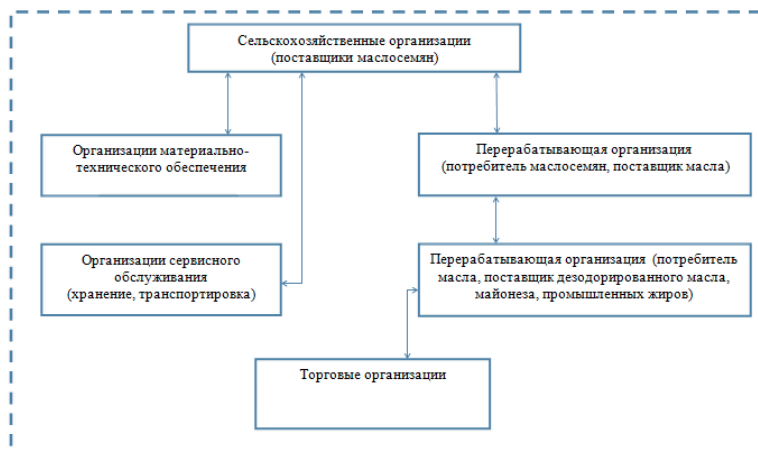 Сельскохозяйственные организации
(поставщики маслосемян)
Организации материально-
технического обеспечения
Перерабатывающая организация
(потребитель маслосемян, поставщик масла)
Организации сервисного
обслуживания
(хранение, транспортировка)
Перерабатывающая организация (потребитель
масла, поставщик дезодорированного масла,
майонеза, промышленных жиров)
Торговые организации